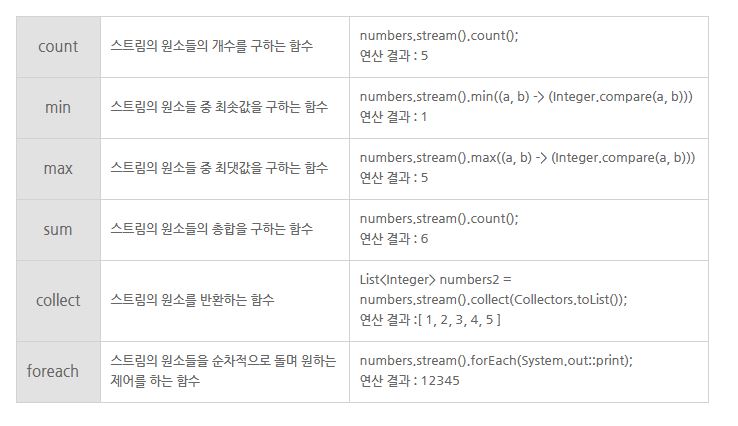 count
스트림의 원소들의 개수를 구하는 함수
numbers.stream().count();
연산 결과 : 5
min
스트림의 원소들 중 최솟값을 구하는 함수
numbers.stream().min((a, b) -> (Integer.compare(a, b)))
연산 결과 : 1
max
스트림의 원소들 중 최댓값을 구하는 함수
numbers.stream().max((a, b) -> (Integer.compare(a, b)))
연산 결과 : 5
sum
스트림의 원소들의 총합을 구하는 함수
numbers.stream().count();
연산 결과 : 6
collect
스트림의 원소를 반환하는 함수
List<Integer> numbers2 =
numbers.stream().collect(Collectors.toList());
연산 결과 :[ 1, 2, 3, 4, 5 ]
foreach
스트림의 원소들을 순차적으로 돌며 원하는
제어를 하는 함수
numbers.stream().forEach(System.out::print);
연산 결과 : 12345